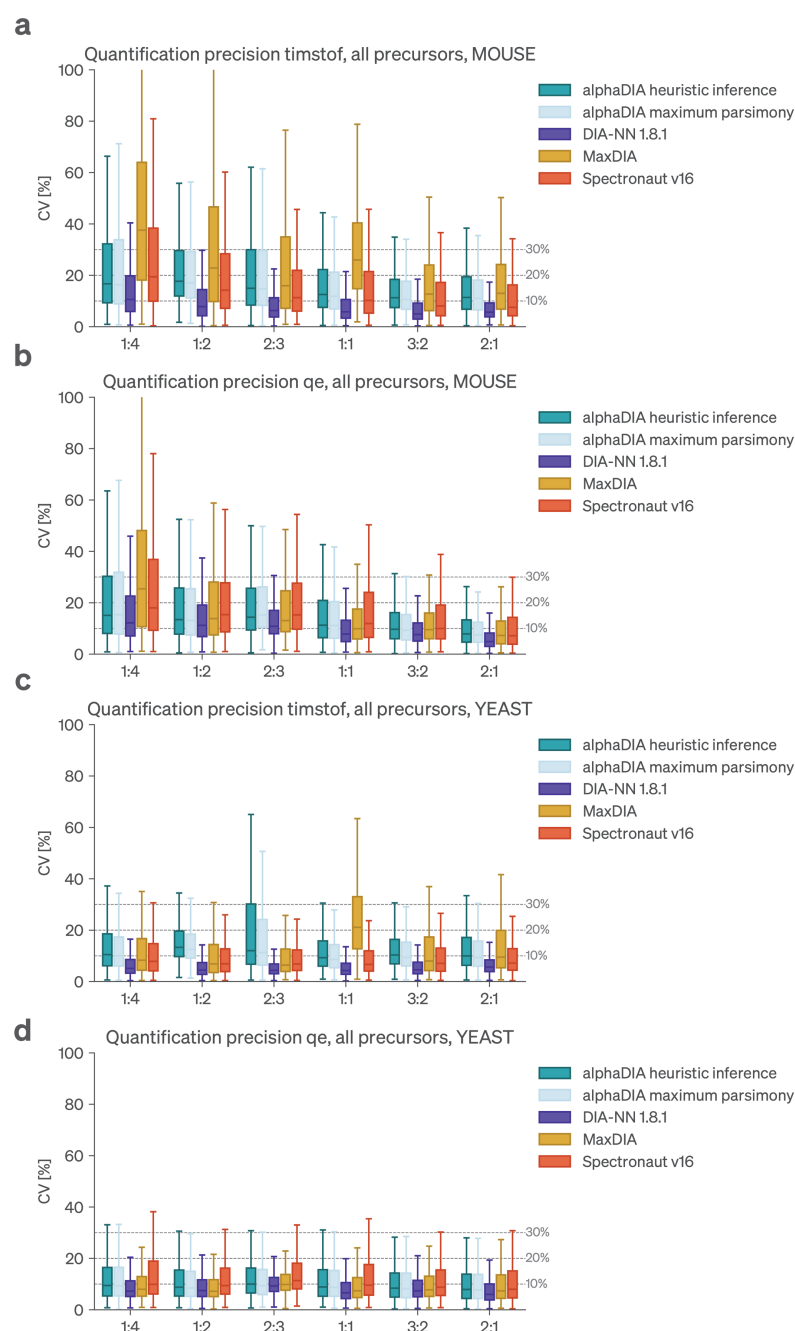 a
Quantification precision timstof, all precursors, MOUSE
100
80
60
40
20
0
CV [%]
30%
20%
10%
1:4 1:2 2:3 1:1 3:2 2:1
alphaDIA heuristic inference
alphaDIA maximum parsimony
DIA-NN 1.8.1
MaxDIA
Spectronaut v16
b
Quantification precision qe, all precursors, MOUSE
100
80
60
40
20
0
CV [%]
30%
20%
10%
1:4 1:2 2:3 1:1 3:2 2:1
alphaDIA heuristic inference
alphaDIA maximum parsimony
DIA-NN 1.8.1
MaxDIA
Spectronaut v16
c
Quantification precision timstof, all precursors, YEAST
100
80
60
40
20
0
CV [%]
30%
20%
10%
1:4 1:2 2:3 1:1 3:2 2:1
alphaDIA heuristic inference
alphaDIA maximum parsimony
DIA-NN 1.8.1
MaxDIA
Spectronaut v16
d
Quantification precision qe, all precursors, YEAST
100
80
60
40
20
0
CV [%]
30%
20%
10%
1:4 1:2 2:3 1:1 3:2 2:1
alphaDIA heuristic inference
alphaDIA maximum parsimony
DIA-NN 1.8.1
MaxDIA
Spectronaut v16